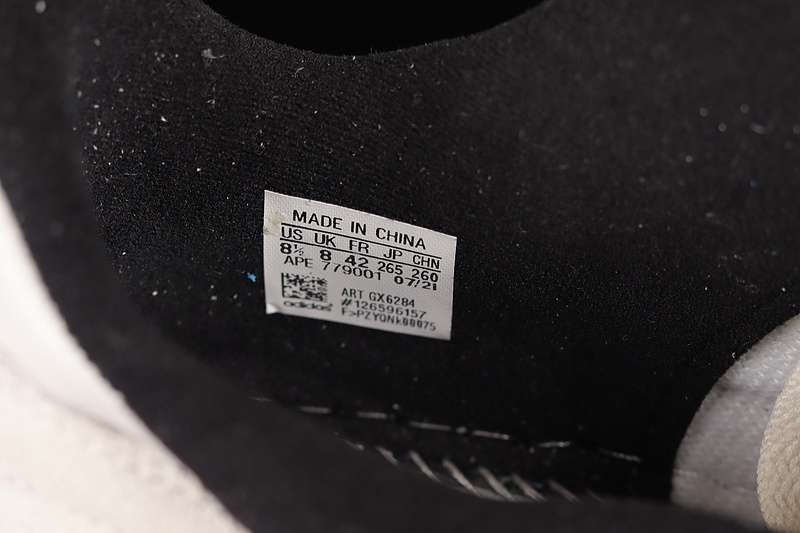 MADE IN CHINA
US UK FR JP CHN
8½ 8 42 265 260
APE 779001 07/21
ART GX6284
#126596157
F>PZYQNk00075
adidas